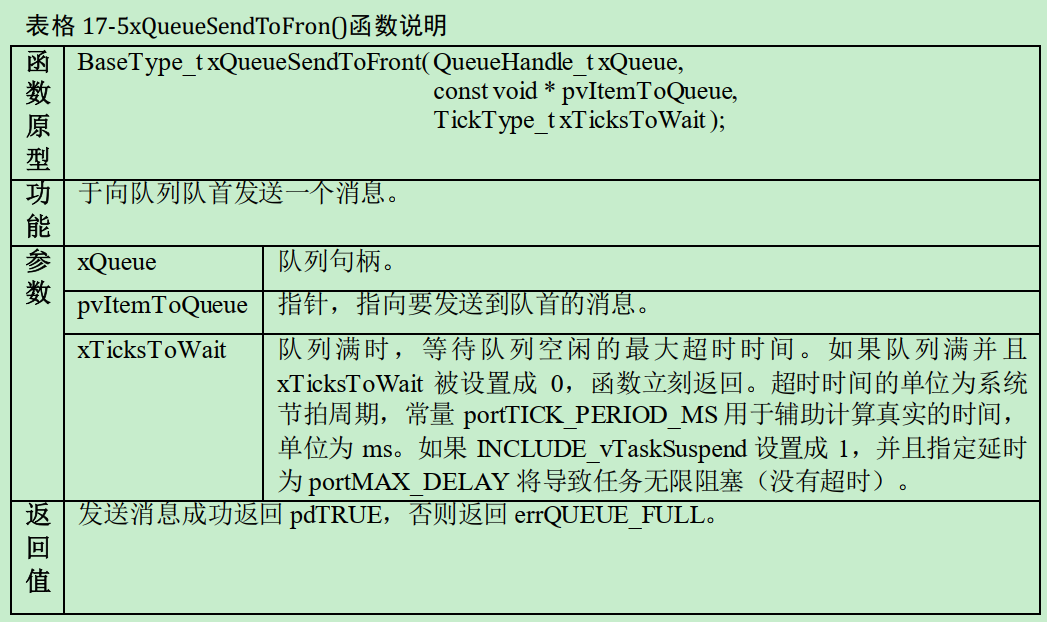 表格 17-5xQueueSendToFron()函数说明
函数原型
BaseType_t xQueueSendToFront( QueueHandle_t xQueue,
const void * pvItemToQueue,
TickType_t xTicksToWait );
功能
于向队列队首发送一个消息。
参数
xQueue
队列句柄。
pvItemToQueue
指针，指向要发送到队首的消息。
xTicksToWait
队列满时，等待队列空闲的最大超时时间。如果队列满并且
xTicksToWait 被设置成 0，函数立刻返回。超时时间的单位为系统
节拍周期，常量 portTICK_PERIOD_MS 用于辅助计算真实的时间，
单位为 ms。如果 INCLUDE_vTaskSuspend 设置成 1，并且指定延时
为 portMAX_DELAY 将导致任务无限阻塞（没有超时）。
返回值
发送消息成功返回 pdTRUE，否则返回 errQUEUE_FULL。